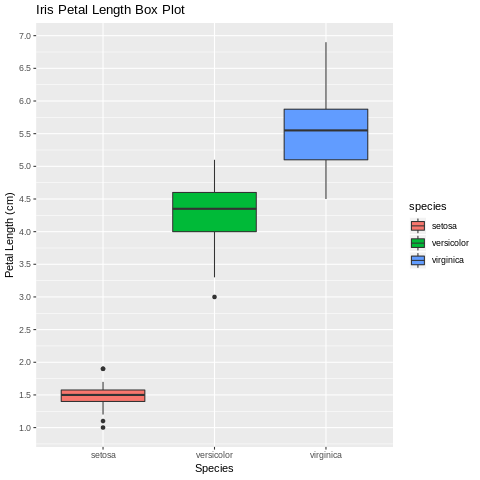 Iris Petal Length Box Plot
Petal Length (cm)
7.0
6.5
6.0
5.5
5.0
4.5
4.0
3.5
3.0
2.5
2.0
1.5
1.0
setosa versicolor virginica
Species
species
setosa
versicolor
virginica